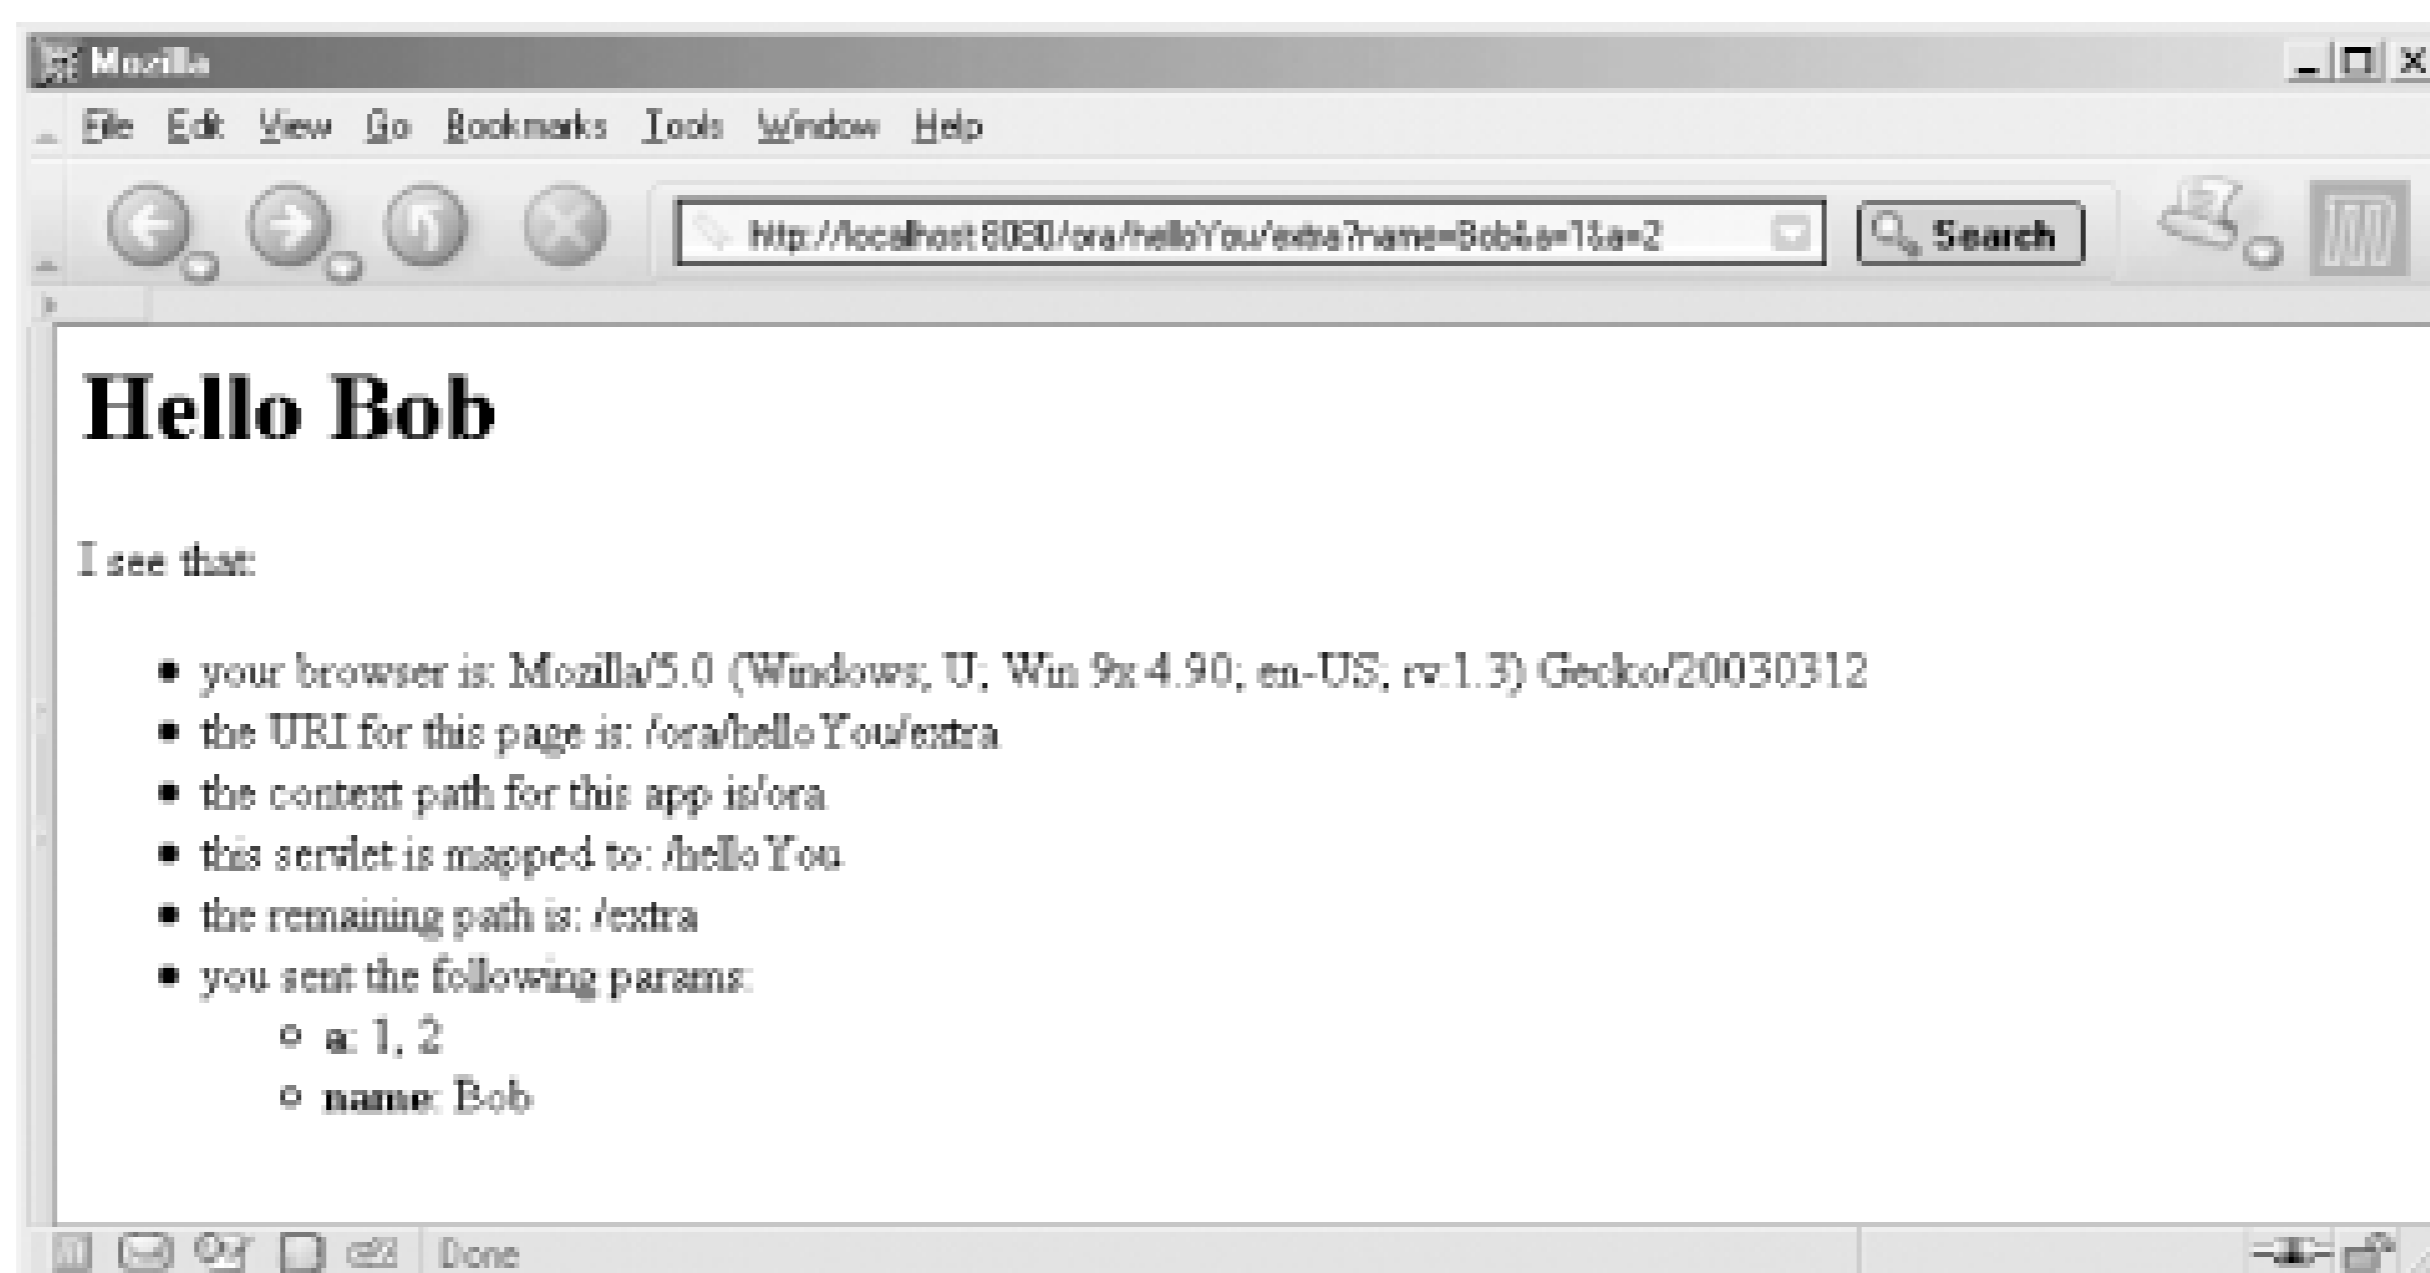 Mozilla
File Edit View Go Bookmarks Tools Window Help
http://localhost:8080/ora/helloYou/extra?name=Bob&a=1&a=2 Search
Hello Bob
I see that:
your browser is: Mozilla/5.0 (Windows; U; Win 9x 4.90; en-US; rv:1.3) Gecko/20030312
the URI for this page is: /ora/helloYou/extra
the context path for this app is/ora
this servlet is mapped to: /helloYou
the remaining path is: /extra
you sent the following params:
a: 1, 2
name: Bob
Done